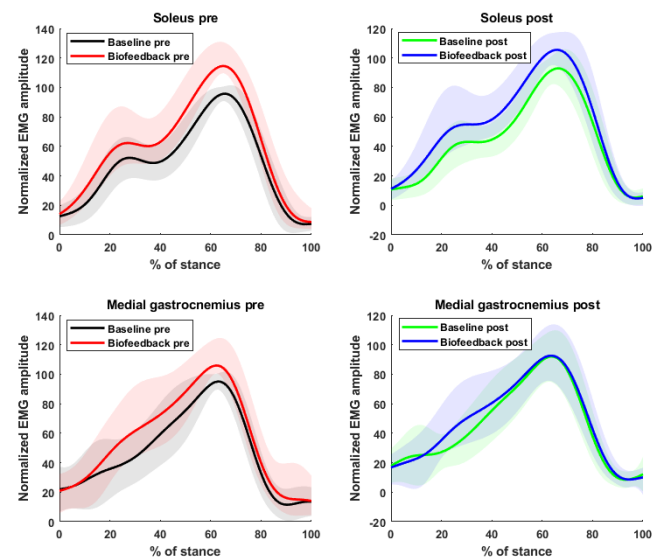 Soleus pre
Normalized EMG amplitude
140
120
100
80
60
40
20
0
Baseline pre
Biofeedback pre
0 20 40 60 80 100
% of stance
Soleus post
Normalized EMG amplitude
120
100
80
60
40
20
0
-20
Baseline post
Biofeedback post
0 20 40 60 80 100
% of stance
Medial gastrocnemius pre
Normalized EMG amplitude
140
120
100
80
60
40
20
0
Baseline pre
Biofeedback pre
0 20 40 60 80 100
% of stance
Medial gastrocnemius post
Normalized EMG amplitude
120
100
80
60
40
20
0
-20
Baseline post
Biofeedback post
0 20 40 60 80 100
% of stance